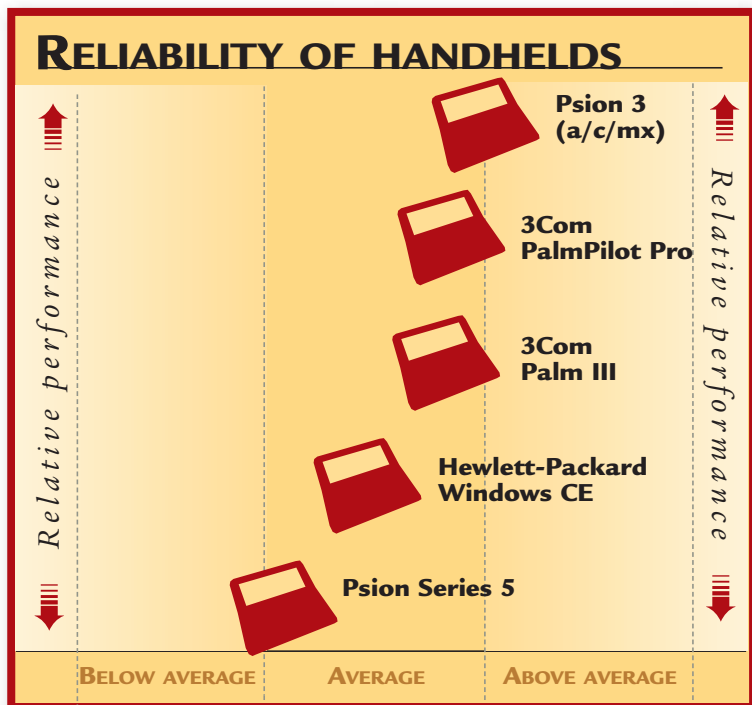 RELIABILITY OF HANDHELDS
Relative performance
Psion 3
(a/c/mx)
3Com
PalmPilot Pro
3Com
Palm III
Hewlett-Packard
Windows CE
Psion Series 5
Relative performance
BELOW AVERAGE
AVERAGE
ABOVE AVERAGE